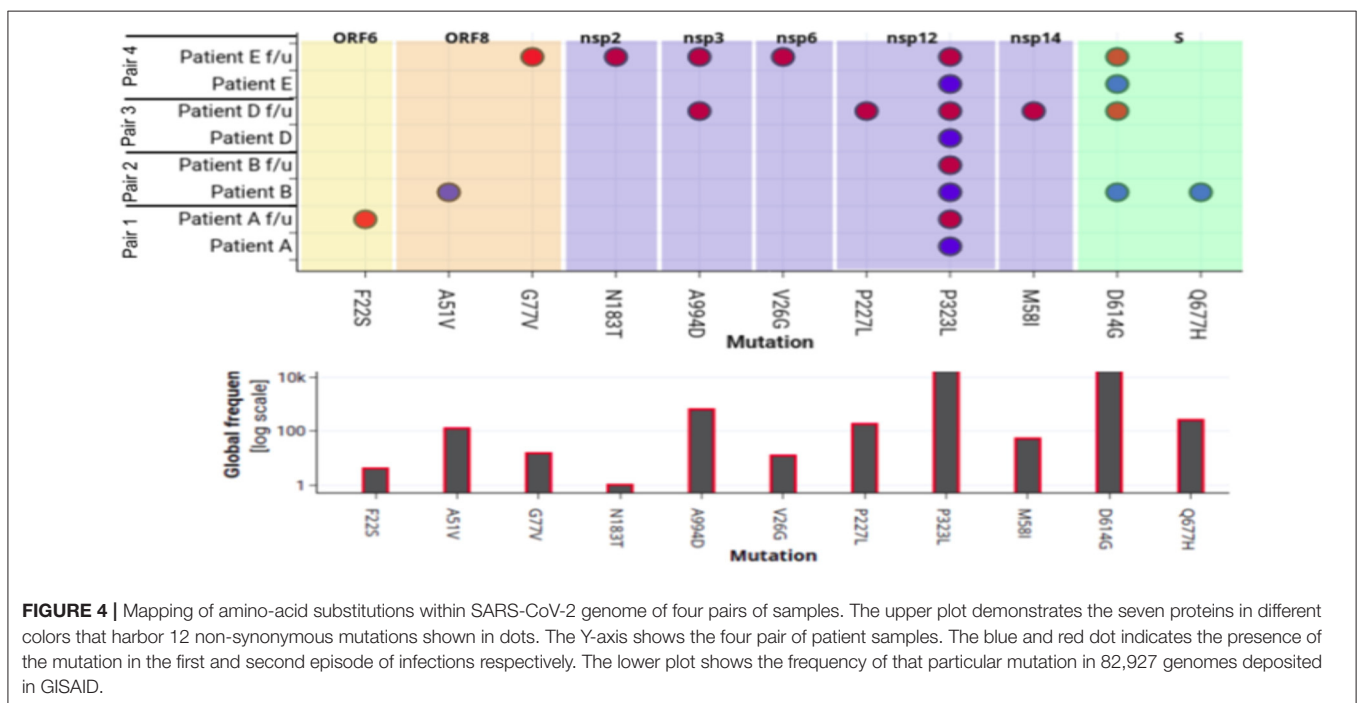 ORF6 ORF8 nsp2 nsp3 nsp6 nsp12 nsp14 S
Pair 4
Patient E f/u
Patient E
Pair 3
Patient D f/u
Patient D
Pair 2
Patient B f/u
Patient B
Pair 1
Patient A f/u
Patient A
F22S A51V G77V N183T A994D V26G P227L P323L M58I D614G Q677H
Mutation
Global frequen
[log scale]
10k
100
1
F22S A51V G77V N183T A994D V26G P227L P323L M58I D614G Q677H
Mutation
FIGURE 4 | Mapping of amino-acid substitutions within SARS-CoV-2 genome of four pairs of samples. The upper plot demonstrates the seven proteins in different
colors that harbor 12 non-synonymous mutations shown in dots. The Y-axis shows the four pair of patient samples. The blue and red dot indicates the presence of
the mutation in the first and second episode of infections respectively. The lower plot shows the frequency of that particular mutation in 82,927 genomes deposited
in GISAID.